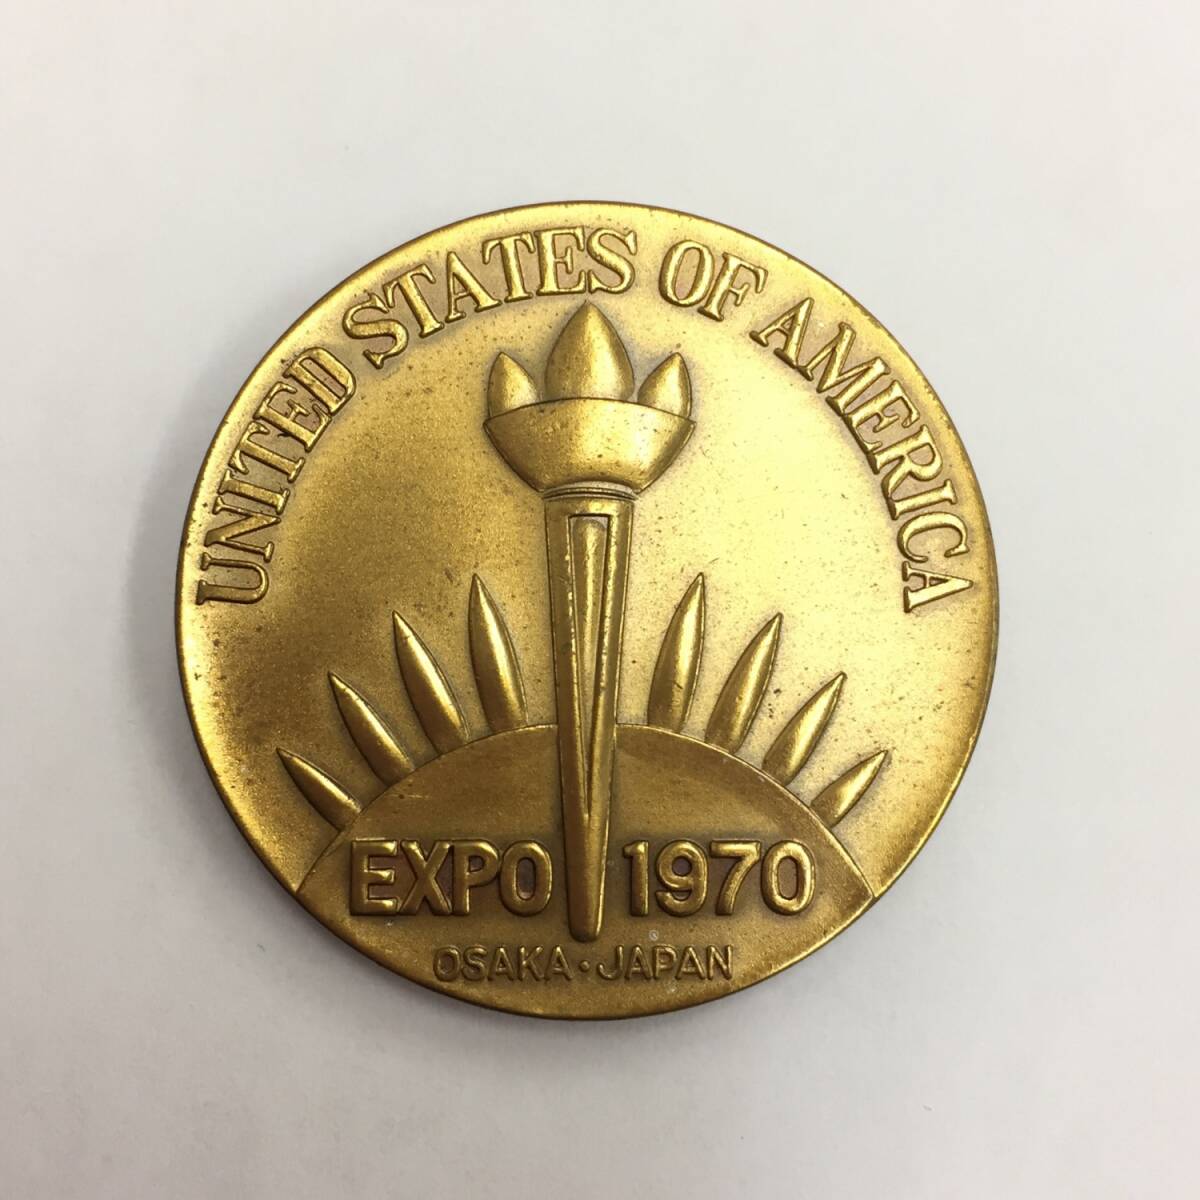 UNITED STATES OF AMERICA
EXPO 1970
OSAKA · JAPAN